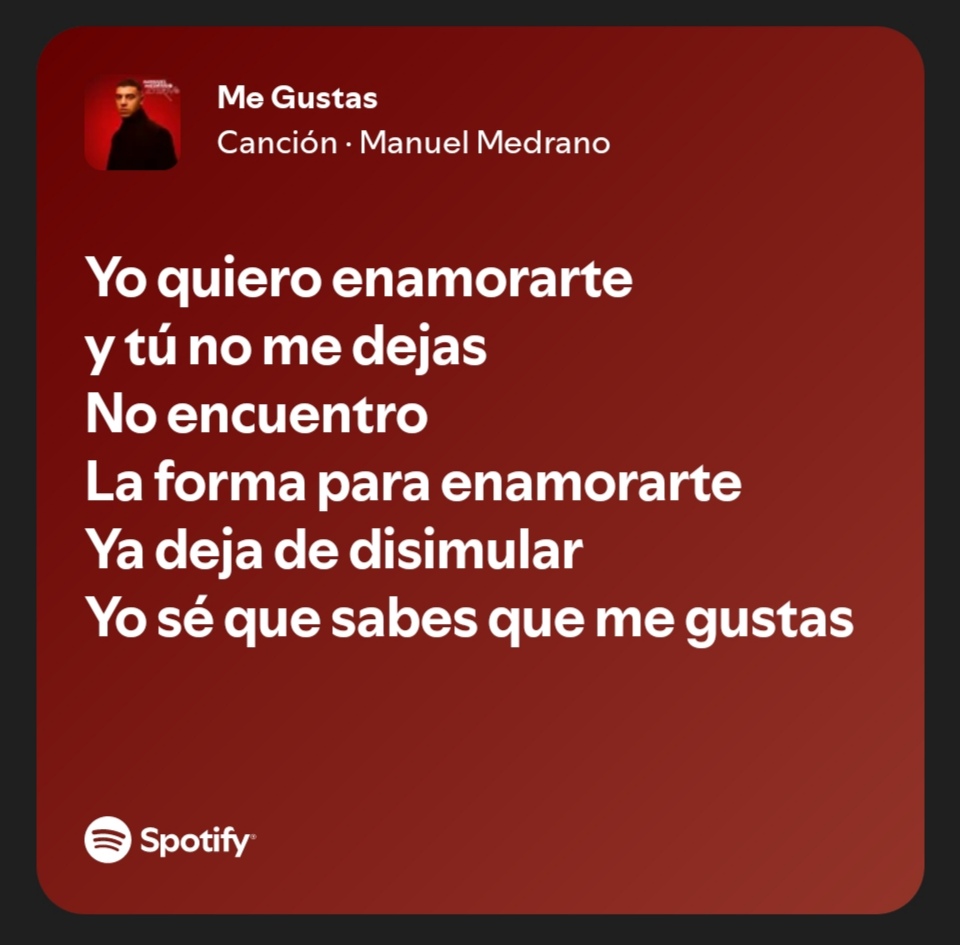 Me Gustas
Canción · Manuel Medrano
Yo quiero enamorarte
y tú no me dejas
No encuentro
La forma para enamorarte
Ya deja de disimular
Yo sé que sabes que me gustas
Spotify®